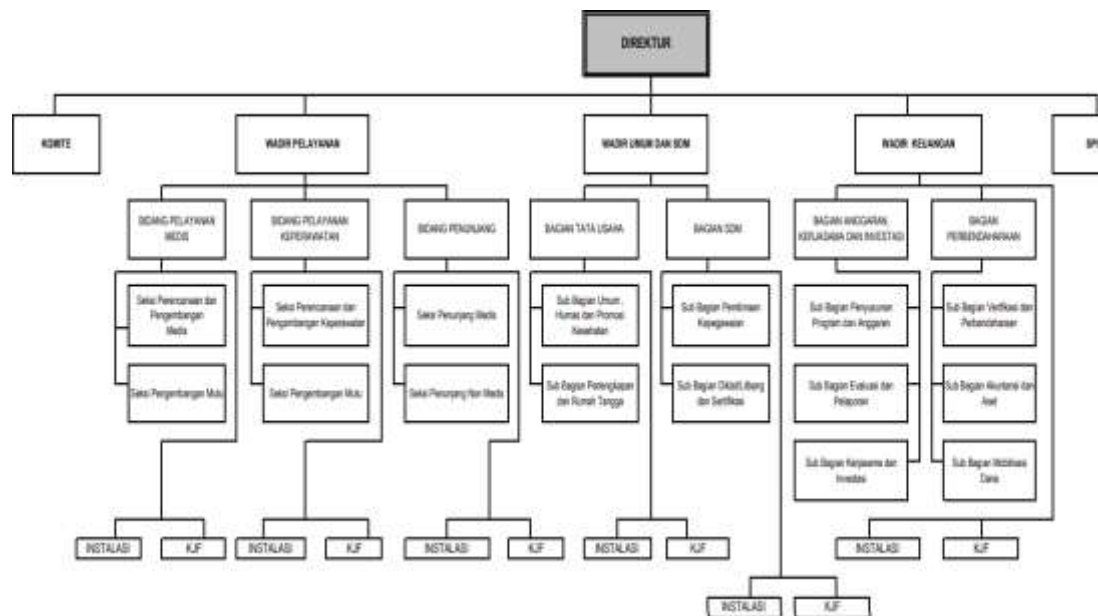 DIREKTUR
KOMITE
WADIR PELAYANAN
WADIR UMUM DAN SDM
WADIR KEUANGAN
SPI
BIDANG PELAYANAN
MEDIS
BIDANG PELAYANAN
KEPERAWATAN
BIDANG PENUNJANG
BAGIAN TATA USAHA
BAGIAN SDM
BAGIAN ANGGARAN,
KERJASAMA DAN INVESTASI
BAGIAN
PERBENDAHARAAN
Seksi Perencanaan dan
Pengembangan
Media
Seksi Perencanaan dan
Pengembangan Keperawatan
Seksi Penunjang Media
Sub Bagian Umum,
Humas dan Promosi
Kesehatan
Sub Bagian Pembinaan
Kepegawaian
Sub Bagian Penyusunan
Program dan Anggaran
Sub Bagian Verifikasi dan
Perbendaharaan
Seksi Pengembangan Mutu
Seksi Pengembangan Mutu
Seksi Penunjang Non Media
Sub Bagian Perlengkapan
dan Rumah Tangga
Sub Bagian Diklat/Litbang
dan Sertifikasi
Sub Bagian Evaluasi dan
Pelaporan
Sub Bagian Akuntansi dan
Aset
Sub Bagian Kerjasama dan
Investasi
Sub Bagian Mobilisasi
Dana
INSTALASI
KJF
INSTALASI
KJF
INSTALASI
KJF
INSTALASI
KJF
INSTALASI
KJF
INSTALASI
KJF